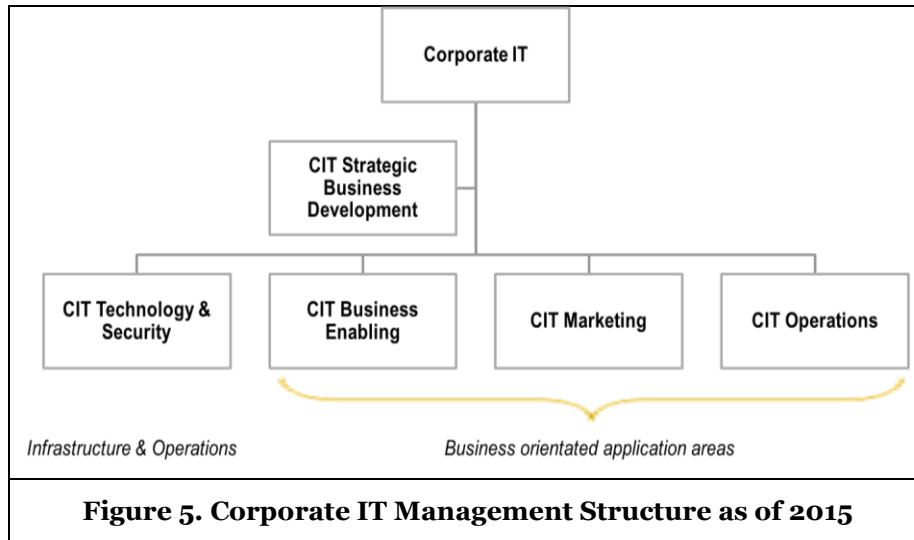 Corporate IT
CIT Strategic
Business
Development
CIT Technology &
Security
CIT Business
Enabling
CIT Marketing
CIT Operations
Infrastructure & Operations
Business orientated application areas
Figure 5. Corporate IT Management Structure as of 2015